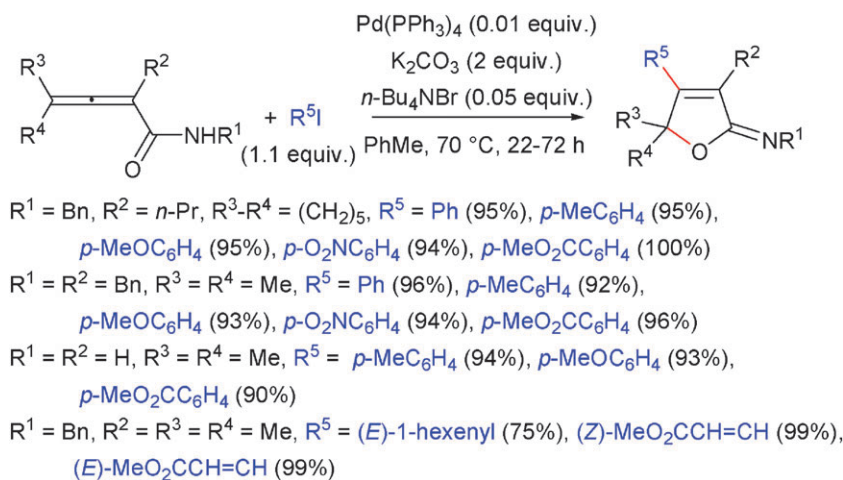 R³ R²
R⁴ NHR¹
O
+ R⁵I
(1.1 equiv.)
Pd(PPh₃)₄ (0.01 equiv.)
K₂CO₃ (2 equiv.)
n-Bu₄NBr (0.05 equiv.)
PhMe, 70 °C, 22-72 h
R⁵ R²
R³
R⁴ O NR¹
R¹ = Bn, R² = n-Pr, R³-R⁴ = (CH₂)₅, R⁵ = Ph (95%), p-MeC₆H₄ (95%),
p-MeOC₆H₄ (95%), p-O₂NC₆H₄ (94%), p-MeO₂CC₆H₄ (100%)
R¹ = R² = Bn, R³ = R⁴ = Me, R⁵ = Ph (96%), p-MeC₆H₄ (92%),
p-MeOC₆H₄ (93%), p-O₂NC₆H₄ (94%), p-MeO₂CC₆H₄ (96%)
R¹ = R² = H, R³ = R⁴ = Me, R⁵ = p-MeC₆H₄ (94%), p-MeOC₆H₄ (93%),
p-MeO₂CC₆H₄ (90%)
R¹ = Bn, R² = R³ = R⁴ = Me, R⁵ = (E)-1-hexenyl (75%), (Z)-MeO₂CCH=CH (99%),
(E)-MeO₂CCH=CH (99%)